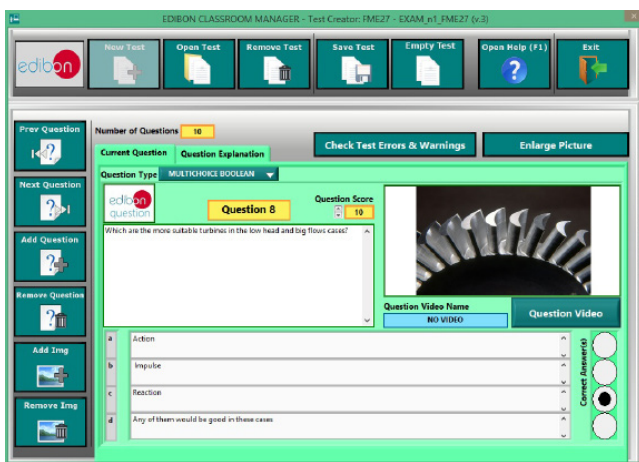 EDIBON CLASSROOM MANAGER - Test Creator: FME27 - EXAM_n1_FME27 (v.3)
edibon
New Test
Open Test
Remove Test
Save Test
Empty Test
Open Help (F1)
Exit
Prev Question
Next Question
Add Question
Remove Question
Add Img
Remove Img
Number of Questions 10
Check Test Errors & Warnings
Enlarge Picture
Current Question
Question Explanation
Question Type MULTICHOICE BOOLEAN
edibon
question
Question 8
Question Score
10
Which are the more suitable turbines in the low head and big flows cases?
Question Video Name
NO VIDEO
Question Video
a Action
b Impulse
c Reaction
d Any of them would be good in these cases
Correct Answer(s)